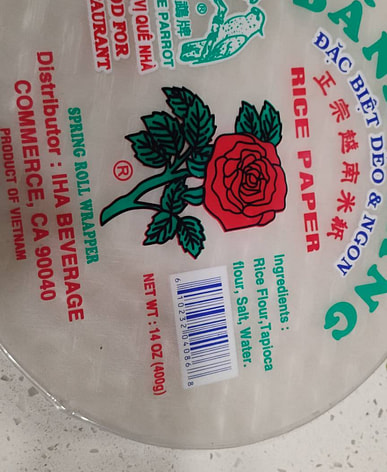 ĐẶC BIỆT DẺO & NGON
正宗越南米粉
RICE PAPER
VỊ QUÊ NHÀ
PARROT
FOR
®
SPRING ROLL WRAPPER
Distributor : IHA BEVERAGE
COMMERCE, CA 90040
PRODUCT OF VIETNAM
Ingredients :
Rice Flour,Tapioca
flour, Salt, Water.
NET WT : 14 OZ (400g)